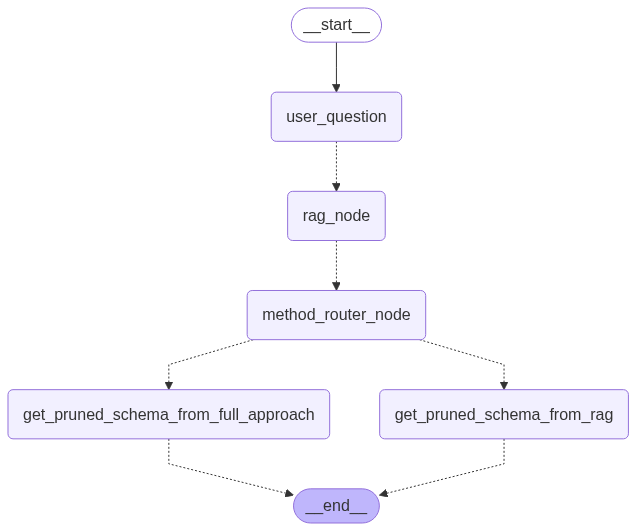 __start__
user_question
rag_node
method_router_node
get_pruned_schema_from_full_approach
get_pruned_schema_from_rag
__end__